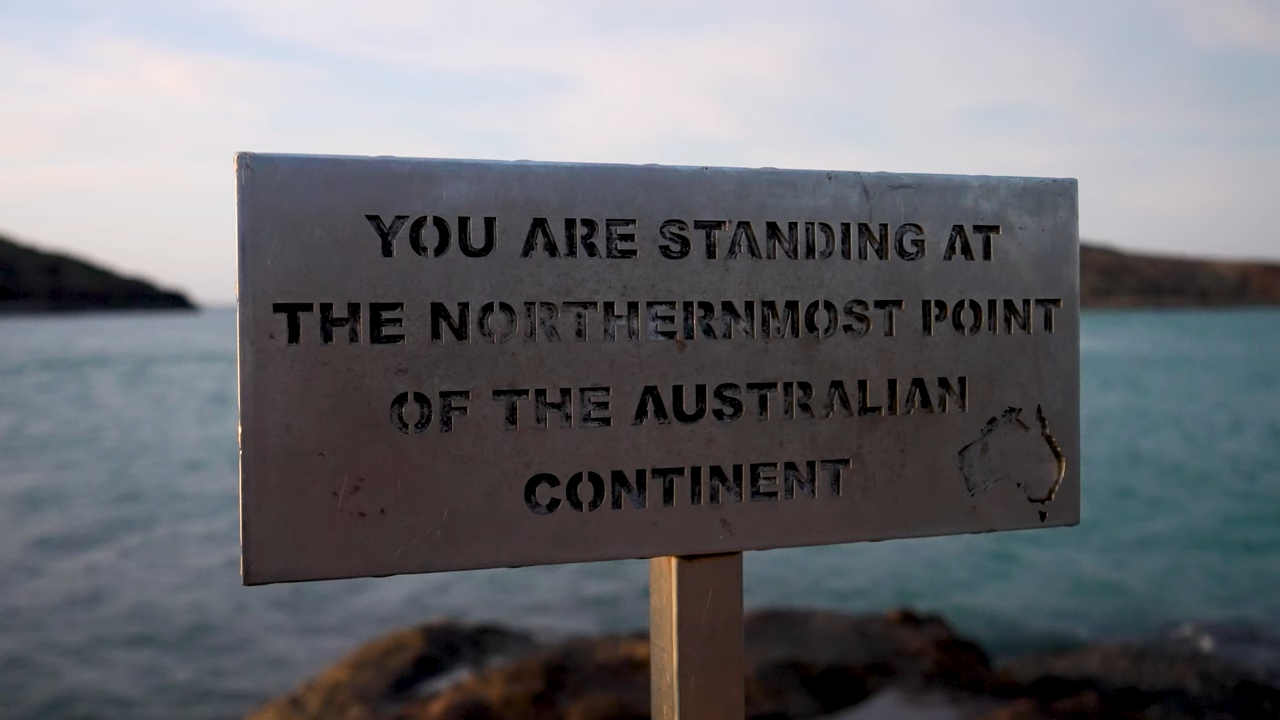 YOU ARE STANDING AT
THE NORTHERNMOST POINT
OF THE AUSTRALIAN
CONTINENT